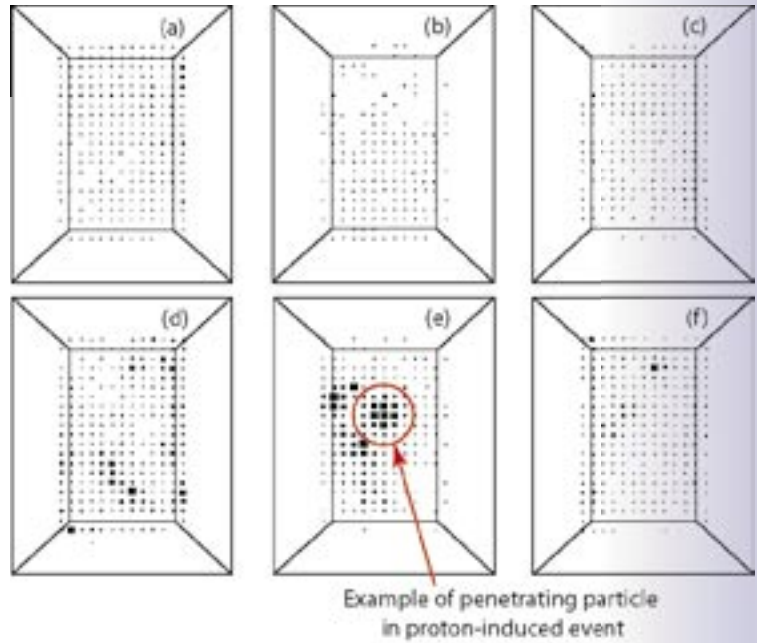 (a)
(b)
(c)
(d)
(e)
(f)
Example of penetrating particle
in proton-induced event